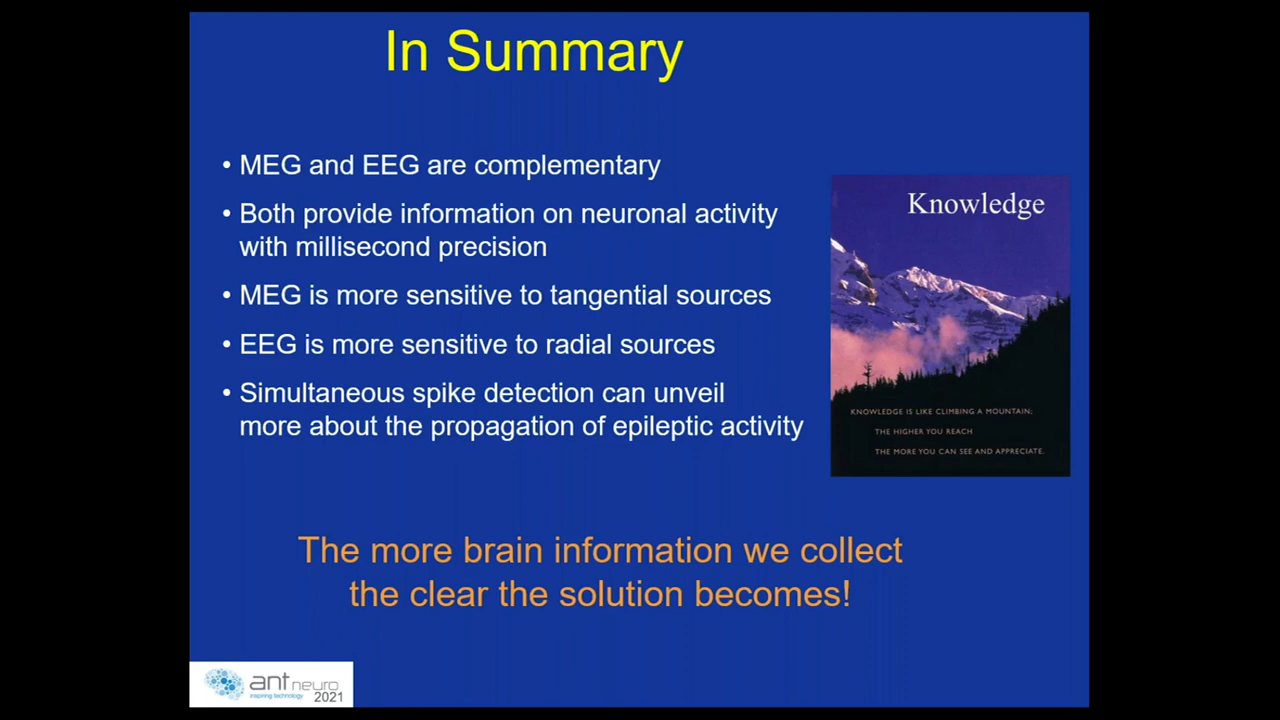 In Summary
• MEG and EEG are complementary
• Both provide information on neuronal activity
with millisecond precision
• MEG is more sensitive to tangential sources
• EEG is more sensitive to radial sources
• Simultaneous spike detection can unveil
more about the propagation of epileptic activity
Knowledge
KNOWLEDGE IS LIKE CLIMBING A MOUNTAIN;
THE HIGHER YOU REACH
THE MORE YOU CAN SEE AND APPRECIATE.
The more brain information we collect
the clear the solution becomes!
ant neuro
inspiring technology
2021